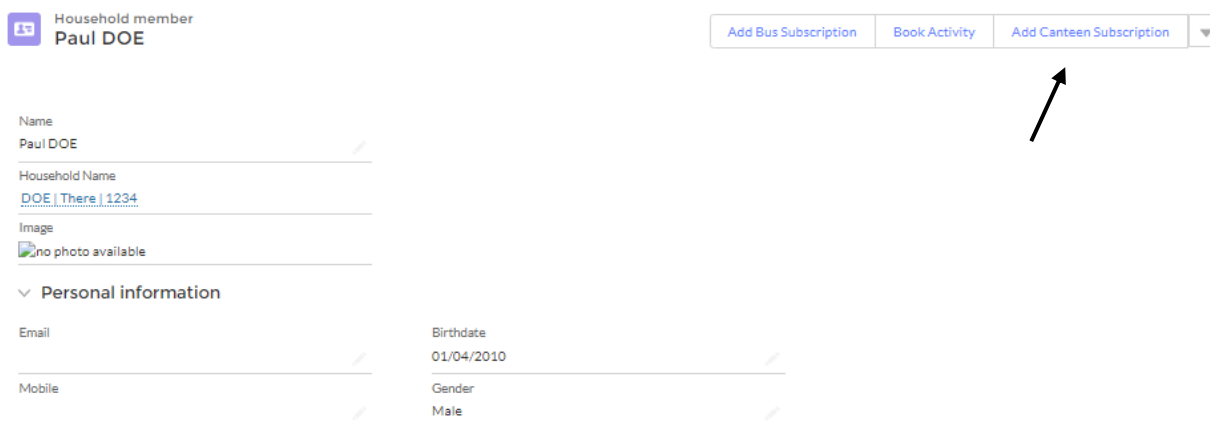 Household member
Paul DOE
Add Bus Subscription Book Activity Add Canteen Subscription
Name
Paul DOE
Household Name
DOE | There | 1234
Image
no photo available
Personal information
Email Birthdate
01/04/2010
Mobile Gender
Male